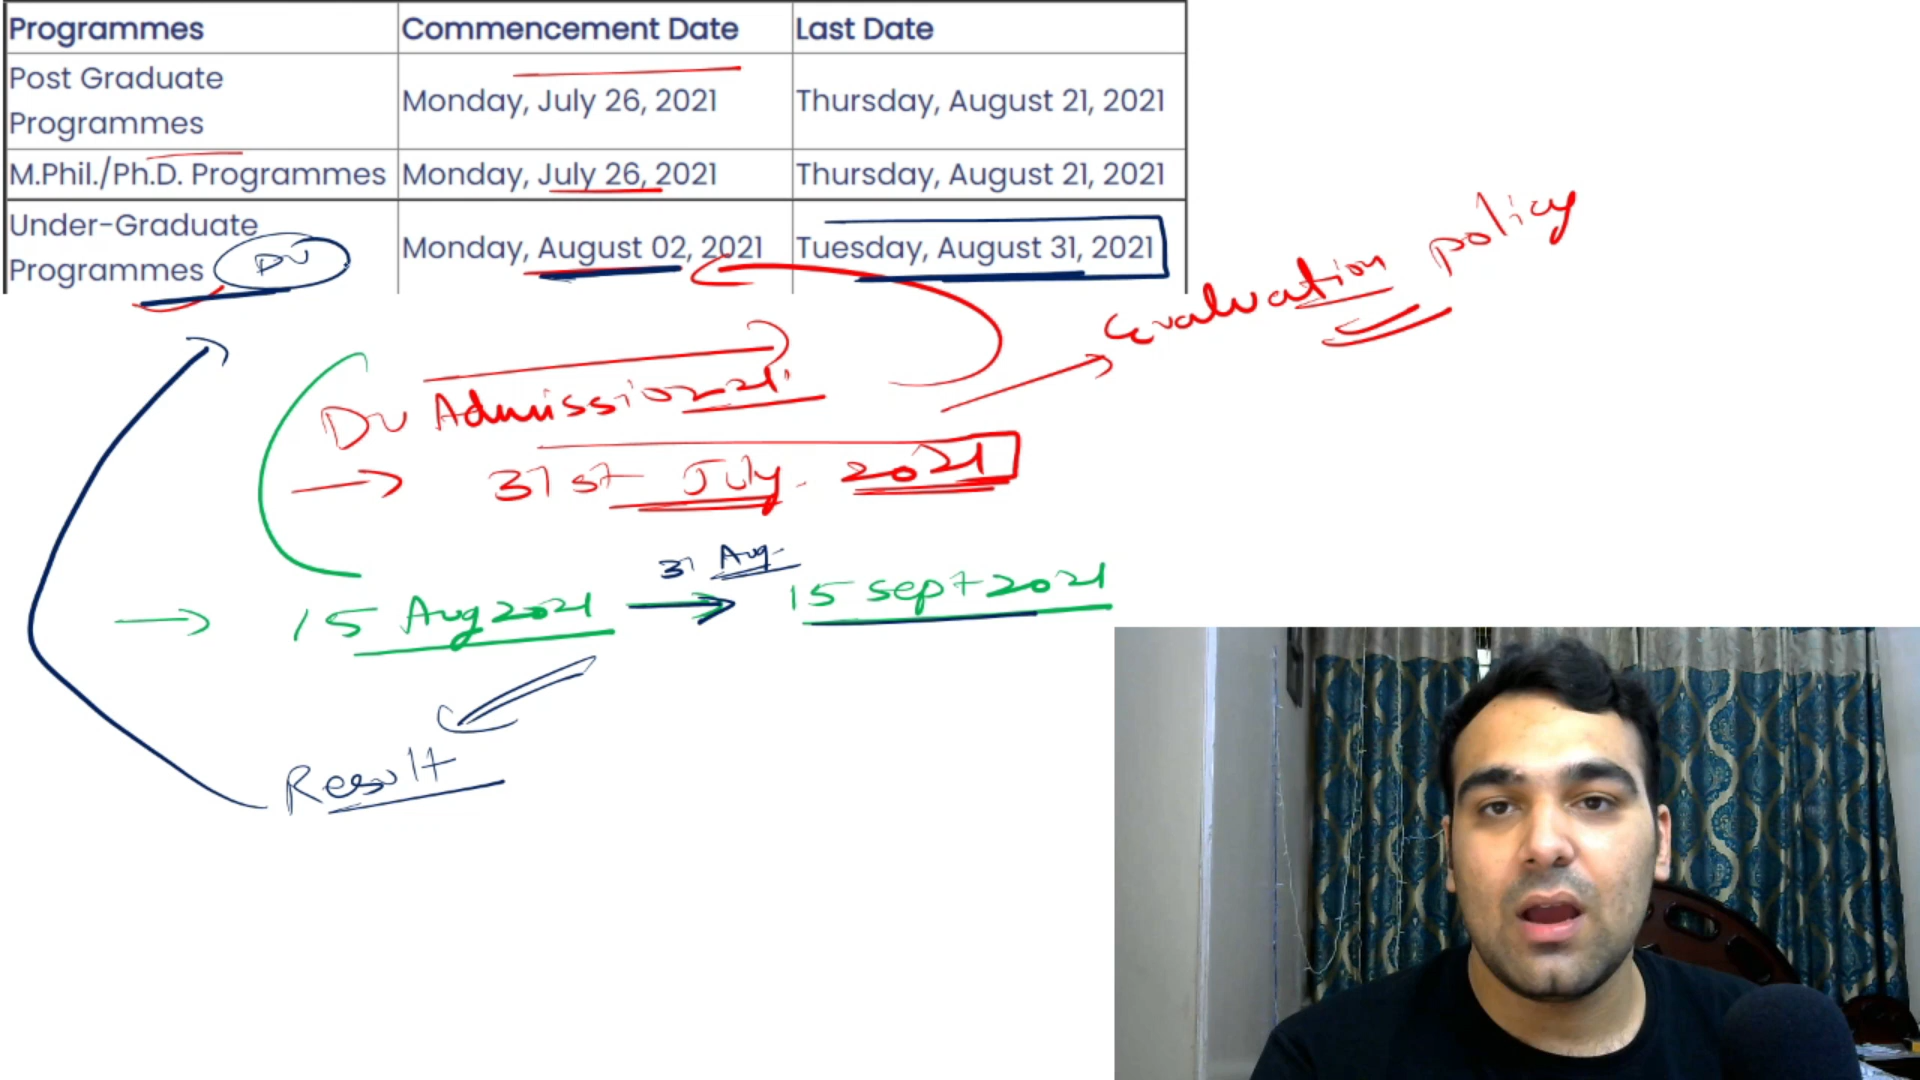 Programmes Commencement Date Last Date
Post Graduate Programmes Monday, July 26, 2021 Thursday, August 21, 2021
M.Phil./Ph.D. Programmes Monday, July 26, 2021 Thursday, August 21, 2021
Under-Graduate Programmes Monday, August 02, 2021 Tuesday, August 31, 2021
DU
Evaluation policy
DU Admission 2021
31st July 2021
31 Aug
15 Aug 2021 15 sept 2021
Result